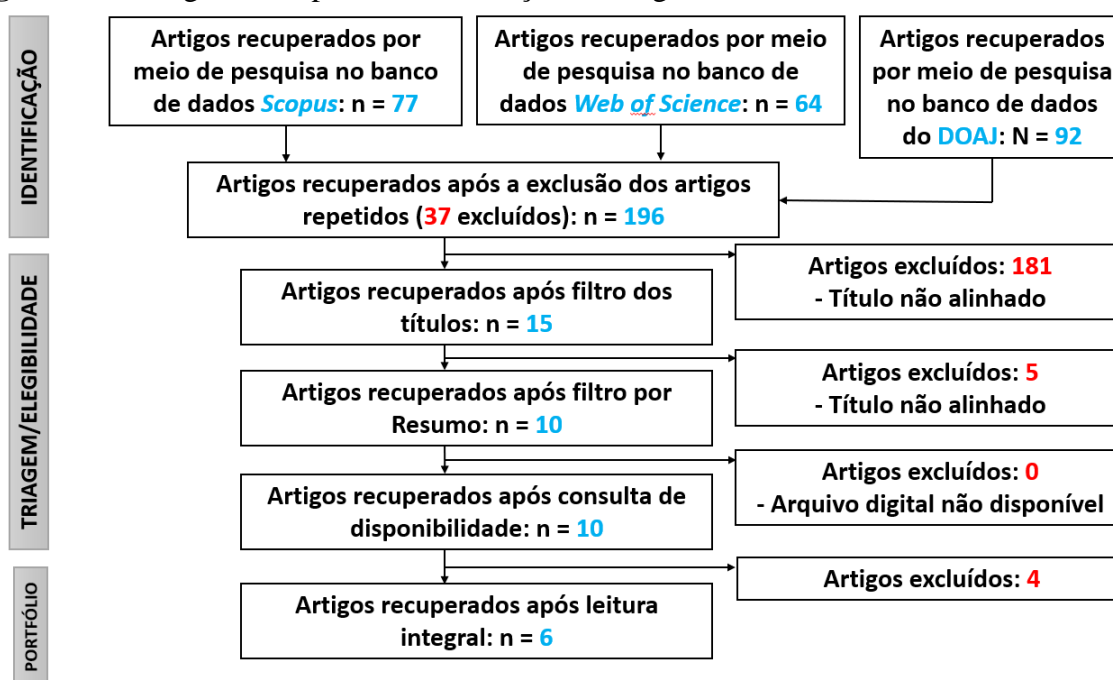 IDENTIFICAÇÃO
Artigos recuperados por
meio de pesquisa no banco
de dados Scopus: n = 77
Artigos recuperados por meio
de pesquisa no banco de
dados Web of Science: n = 64
Artigos recuperados
por meio de pesquisa
no banco de dados
do DOAJ: N = 92
Artigos recuperados após a exclusão dos artigos
repetidos (37 excluídos): n = 196
TRIAGEM/ELEGIBILIDADE
Artigos excluídos: 181
- Título não alinhado
Artigos recuperados após filtro dos
títulos: n = 15
Artigos excluídos: 5
- Título não alinhado
Artigos recuperados após filtro por
Resumo: n = 10
Artigos excluídos: 0
- Arquivo digital não disponível
Artigos recuperados após consulta de
disponibilidade: n = 10
PORTFÓLIO
Artigos excluídos: 4
Artigos recuperados após leitura
integral: n = 6